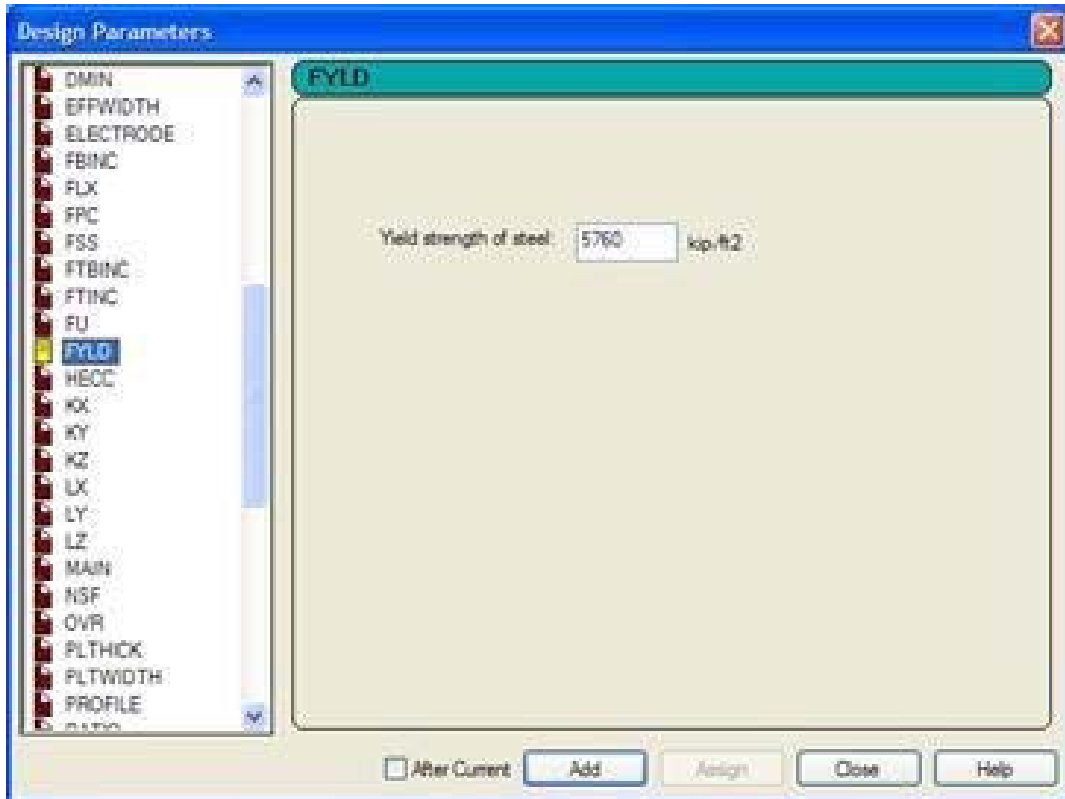 Design Parameters
DMIN
EFFWIDTH
ELECTRODE
FBINC
FLX
FPC
FSS
FTBINC
FTINC
FU
FYLD
HECC
KX
KY
KZ
LX
LY
LZ
MAIN
NSF
OVR
PLTHICK
PLTWIDTH
PROFILE
FYLD
Yield strength of steel: 5760 kip-ft2
After Current Add Assign Close Help